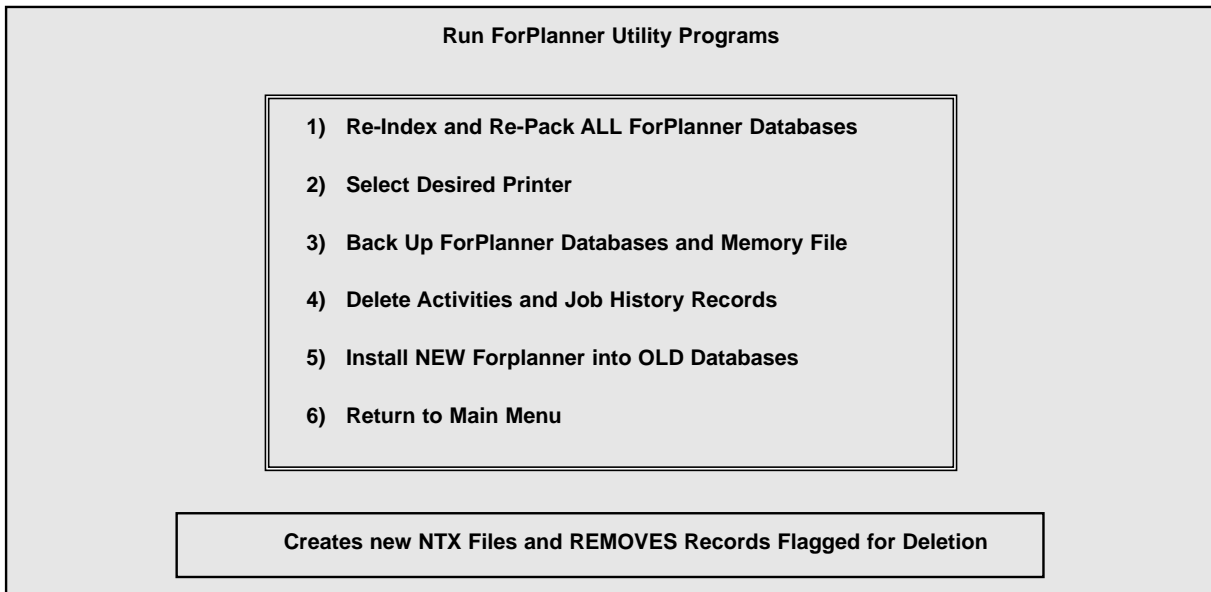 Run ForPlanner Utility Programs
1) Re-Index and Re-Pack ALL ForPlanner Databases
2) Select Desired Printer
3) Back Up ForPlanner Databases and Memory File
4) Delete Activities and Job History Records
5) Install NEW Forplanner into OLD Databases
6) Return to Main Menu
Creates new NTX Files and REMOVES Records Flagged for Deletion